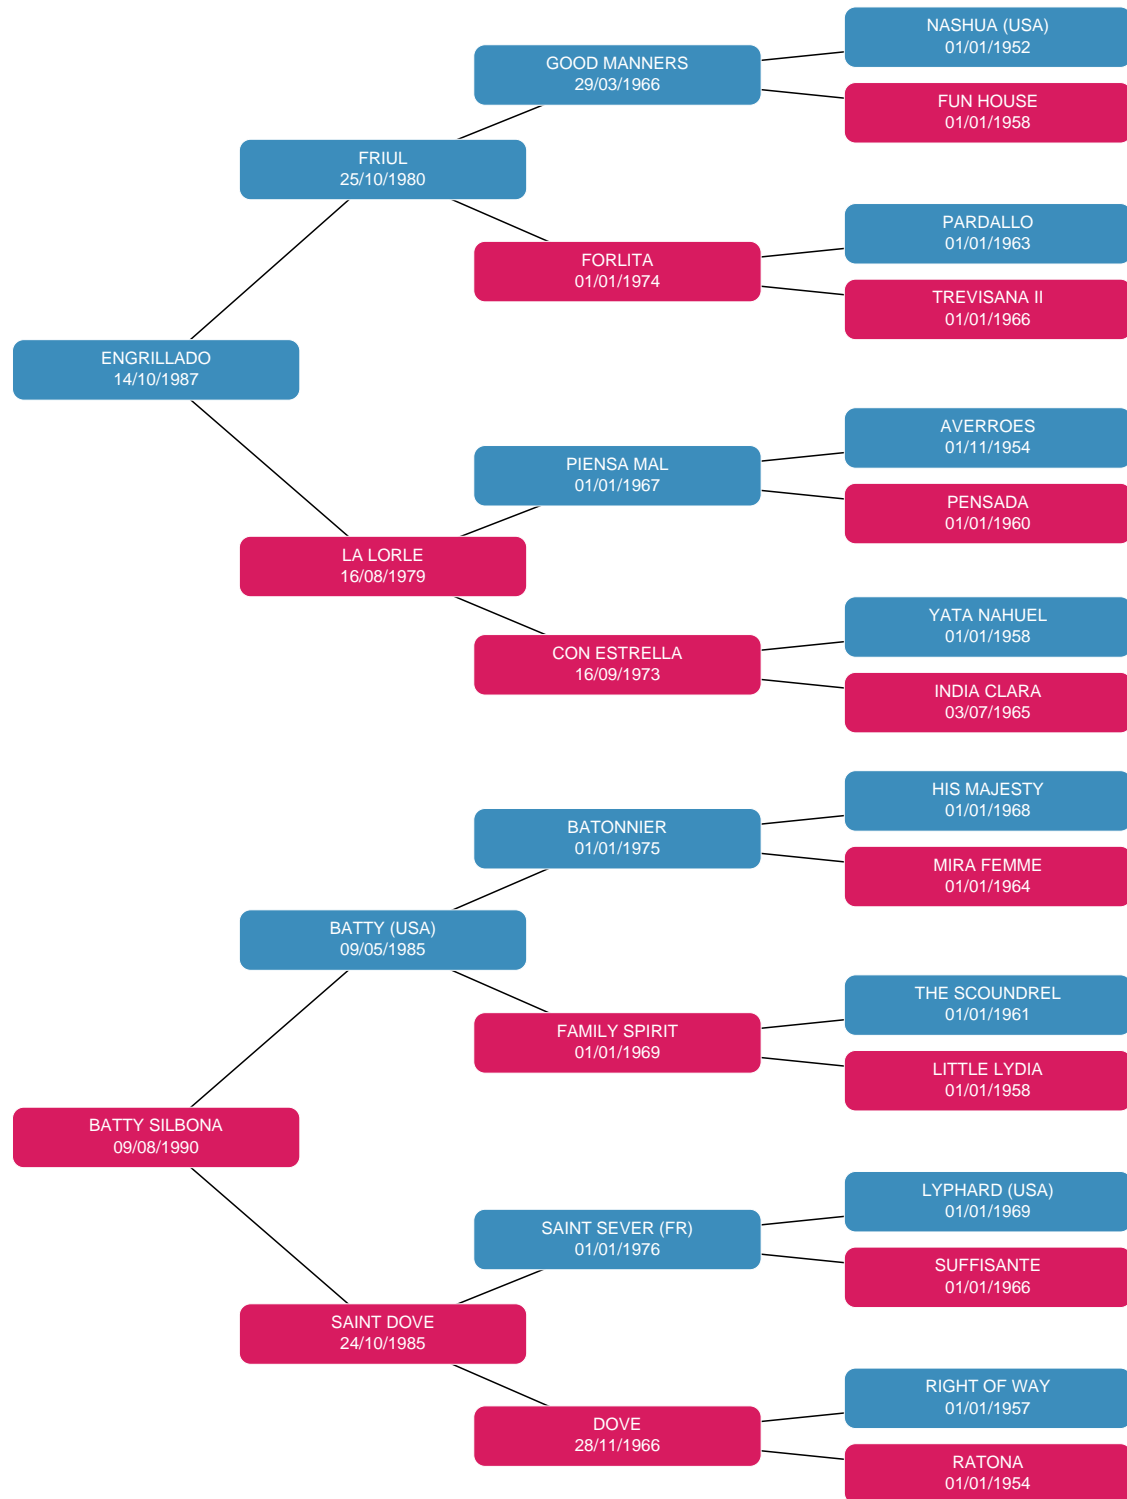 NASHUA (USA)
01/01/1952
GOOD MANNERS
29/03/1966
FUN HOUSE
01/01/1958
FRIUL
25/10/1980
PARDALLO
01/01/1963
FORLITA
01/01/1974
TREVISANA II
01/01/1966
ENGRILLADO
14/10/1987
AVERROES
01/11/1954
PIENSA MAL
01/01/1967
PENSADA
01/01/1960
LA LORLE
16/08/1979
YATA NAHUEL
01/01/1958
CON ESTRELLA
16/09/1973
INDIA CLARA
03/07/1965
HIS MAJESTY
01/01/1968
BATONNIER
01/01/1975
MIRA FEMME
01/01/1964
BATTY (USA)
09/05/1985
THE SCOUNDREL
01/01/1961
FAMILY SPIRIT
01/01/1969
LITTLE LYDIA
01/01/1958
BATTY SILBONA
09/08/1990
LYPHARD (USA)
01/01/1969
SAINT SEVER (FR)
01/01/1976
SUFFISANTE
01/01/1966
SAINT DOVE
24/10/1985
RIGHT OF WAY
01/01/1957
DOVE
28/11/1966
RATONA
01/01/1954